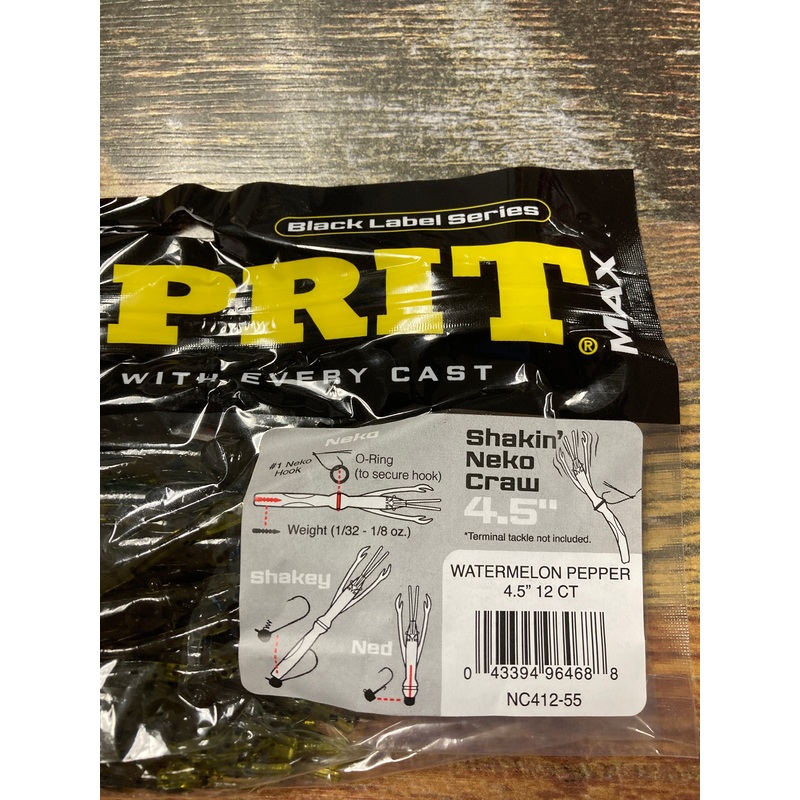 Black Label Series
PRIT® MAX
WITH EVERY CAST
Neko
#1 Neko Hook
O-Ring
(to secure hook)
Weight (1/32 - 1/8 oz.)
Shakin'
Neko
Craw
4.5"
*Terminal tackle not included.
Shakey
Ned
WATERMELON PEPPER
4.5" 12 CT
0 43394 96468 8
NC412-55